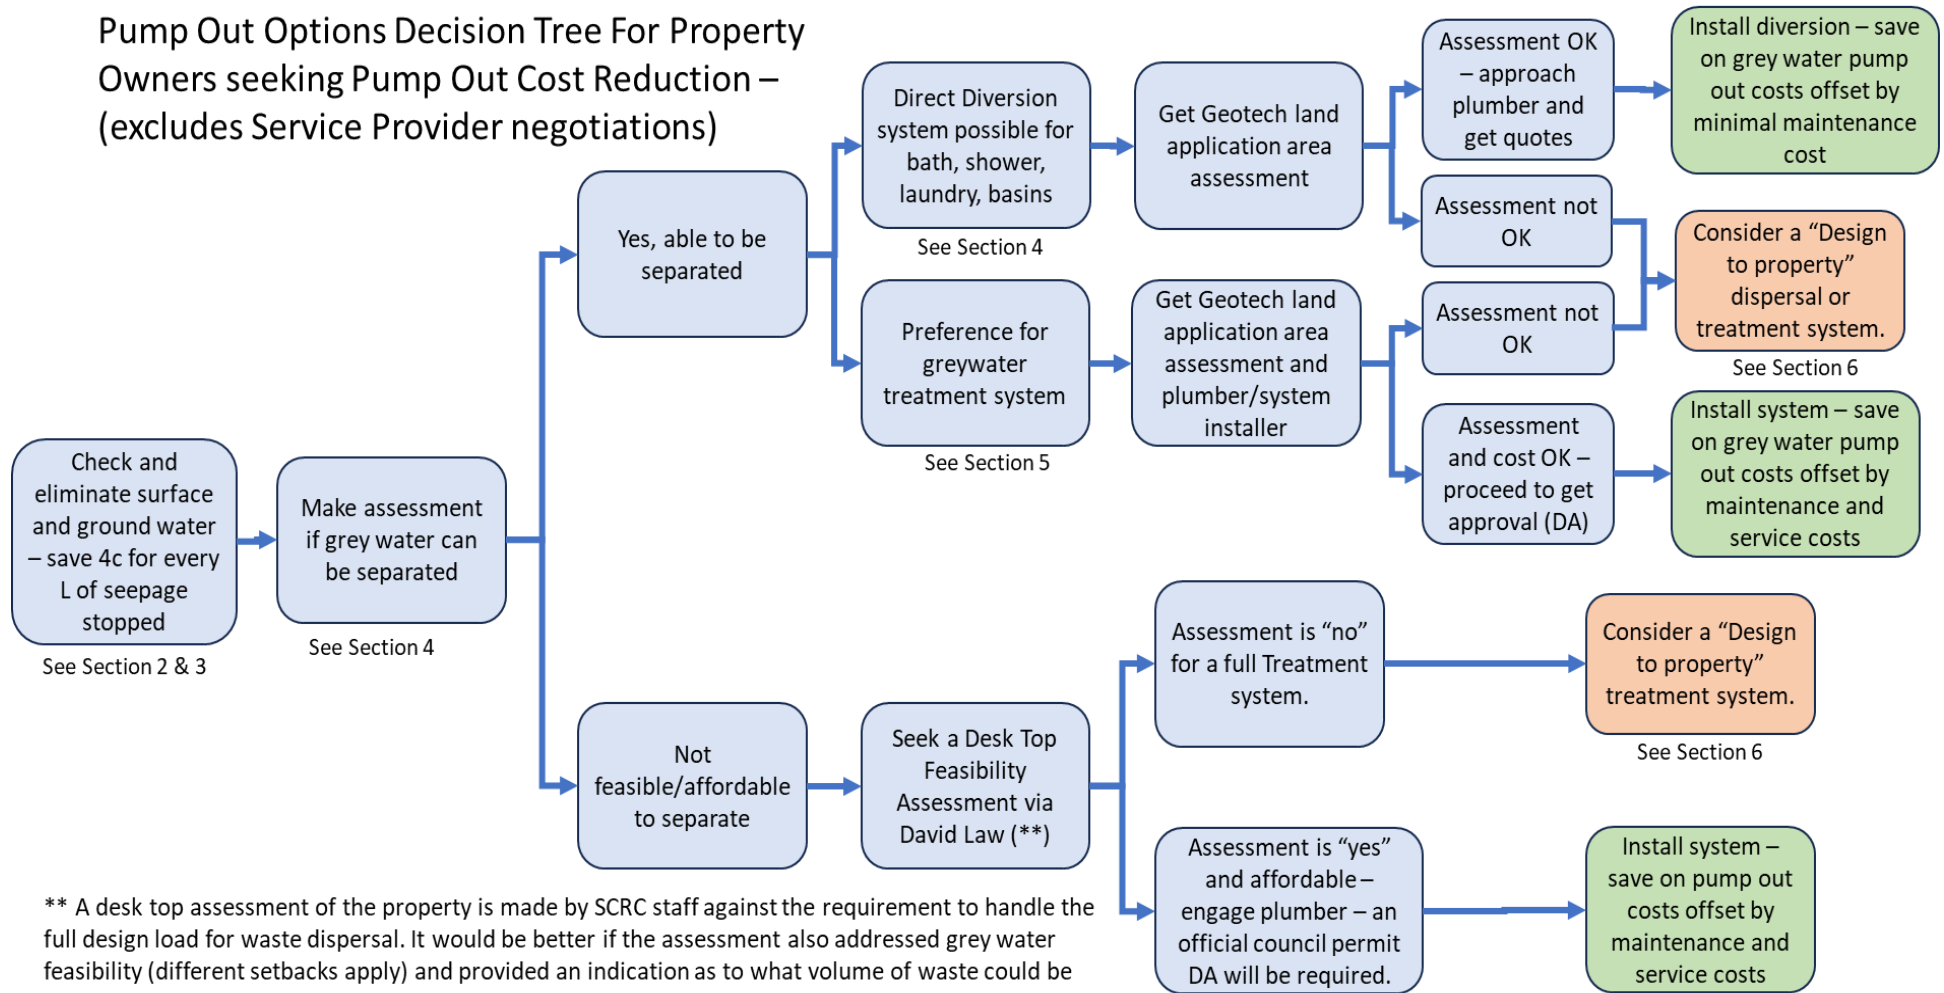 Pump Out Options Decision Tree For Property
Owners seeking Pump Out Cost Reduction –
(excludes Service Provider negotiations)
Check and
eliminate surface
and ground water
– save 4c for every
L of seepage
stopped
See Section 2 & 3
Make assessment
if grey water can
be separated
See Section 4
Yes, able to be
separated
Direct Diversion
system possible for
bath, shower,
laundry, basins
See Section 4
Get Geotech land
application area
assessment
Assessment OK
– approach
plumber and
get quotes
Install diversion – save
on grey water pump
out costs offset by
minimal maintenance
cost
Assessment not
OK
Preference for
greywater
treatment system
See Section 5
Get Geotech land
application area
assessment and
plumber/system
installer
Assessment not
OK
Consider a “Design
to property”
dispersal or
treatment system.
See Section 6
Assessment
and cost OK –
proceed to get
approval (DA)
Install system – save
on grey water pump
out costs offset by
maintenance and
service costs
Not
feasible/affordable
to separate
Seek a Desk Top
Feasibility
Assessment via
David Law (**)
Assessment is “no”
for a full Treatment
system.
Consider a “Design
to property”
treatment system.
See Section 6
Assessment is “yes”
and affordable –
engage plumber – an
official council permit
DA will be required.
Install system –
save on pump out
costs offset by
maintenance and
service costs
** A desk top assessment of the property is made by SCRC staff against the requirement to handle the
full design load for waste dispersal. It would be better if the assessment also addressed grey water
feasibility (different setbacks apply) and provided an indication as to what volume of waste could be